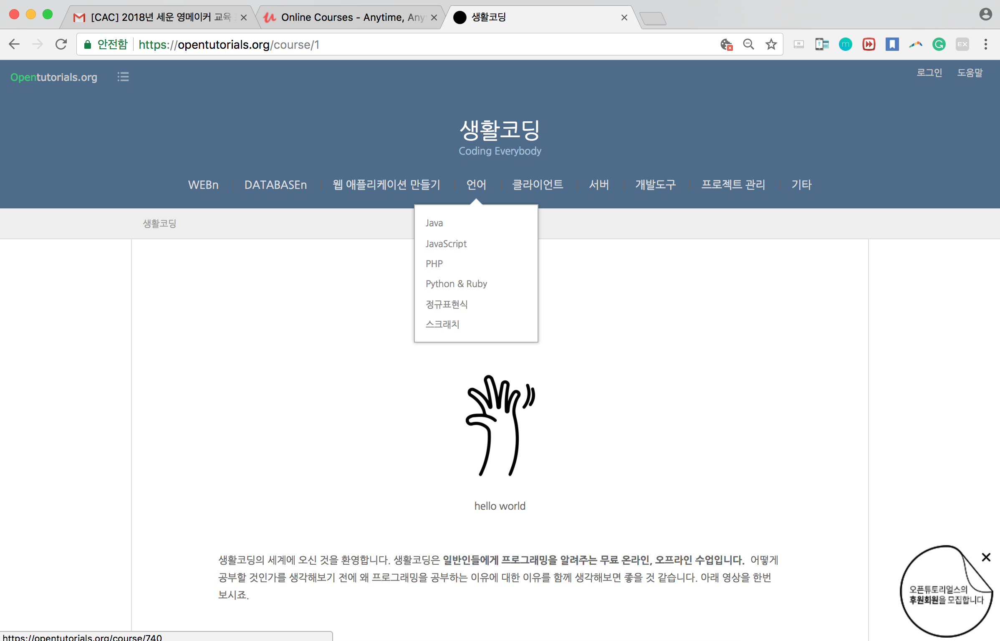 [CAC] 2018년 세운 영메이커 교육
Online Courses - Anytime, Any
생활코딩
안전함 https://opentutorials.org/course/1
EX
Opentutorials.org
로그인 도움말
생활코딩
Coding Everybody
WEBn DATABASEn 웹 애플리케이션 만들기 언어 클라이언트 서버 개발도구 프로젝트 관리 기타
생활코딩
Java
JavaScript
PHP
Python & Ruby
정규표현식
스크래치
hello world
생활코딩의 세계에 오신 것을 환영합니다. 생활코딩은 일반인들에게 프로그래밍을 알려주는 무료 온라인, 오프라인 수업입니다. 어떻게
공부할 것인가를 생각해보기 전에 왜 프로그래밍을 공부하는 이유에 대한 이유를 함께 생각해보면 좋을 것 같습니다. 아래 영상을 한번
보시죠.
오픈튜토리얼스의
후원회원을 모집합니다
https://opentutorials.org/course/740